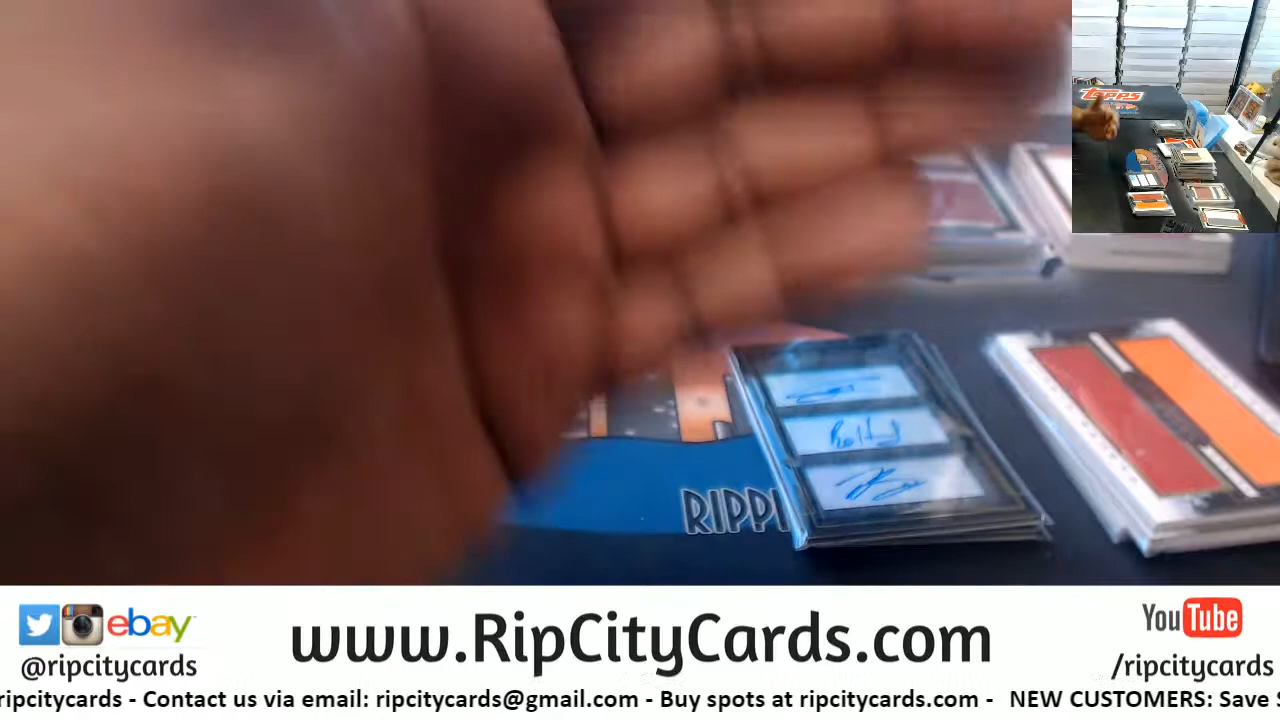 TOPPS
RIPPI
ebay
@ripcitycards
www.RipCityCards.com
YouTube
/ripcitycards
ripcitycards - Contact us via email: ripcitycards@gmail.com - Buy spots at ripcitycards.com - NEW CUSTOMERS: Save